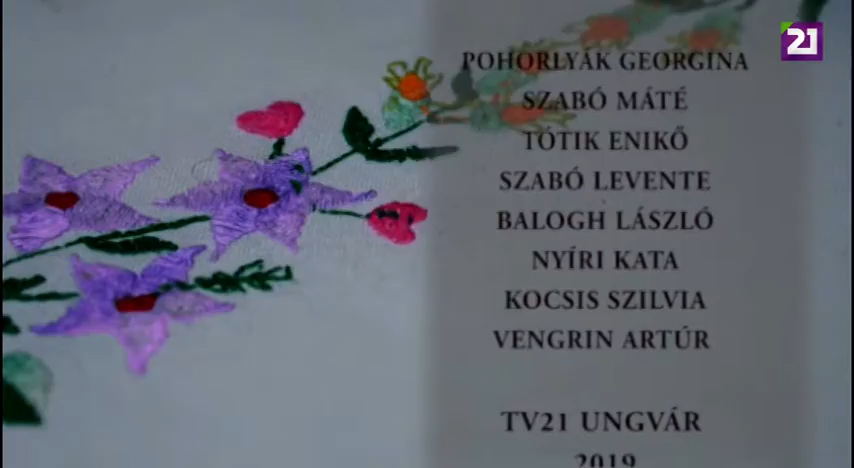 21
POHORLYÁK GEORGINA
SZABÓ MÁTÉ
TÓTIK ENIKŐ
SZABÓ LEVENTE
BALOGH LÁSZLÓ
NYÍRI KATA
KOCSIS SZILVIA
VENGRIN ARTÚR
TV21 UNGVÁR
2019